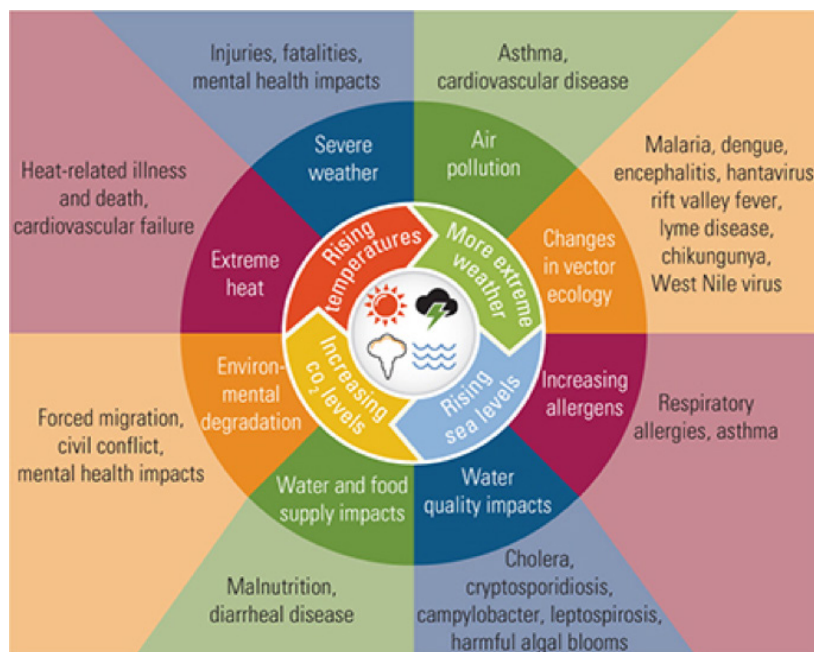 Injuries, fatalities,
mental health impacts
Asthma,
cardiovascular disease
Severe
weather
Air
pollution
Heat-related illness
and death,
cardiovascular failure
Malaria, dengue,
encephalitis, hantavirus
rift valley fever,
lyme disease,
chikungunya,
West Nile virus
Extreme
heat
Changes
in vector
ecology
Rising
temperatures
More extreme
weather
Increasing
co₂ levels
Rising
sea levels
Environ-
mental
degradation
Increasing
allergens
Forced migration,
civil conflict,
mental health impacts
Respiratory
allergies, asthma
Water and food
supply impacts
Water
quality impacts
Malnutrition,
diarrheal disease
Cholera,
cryptosporidiosis,
campylobacter, leptospirosis,
harmful algal blooms